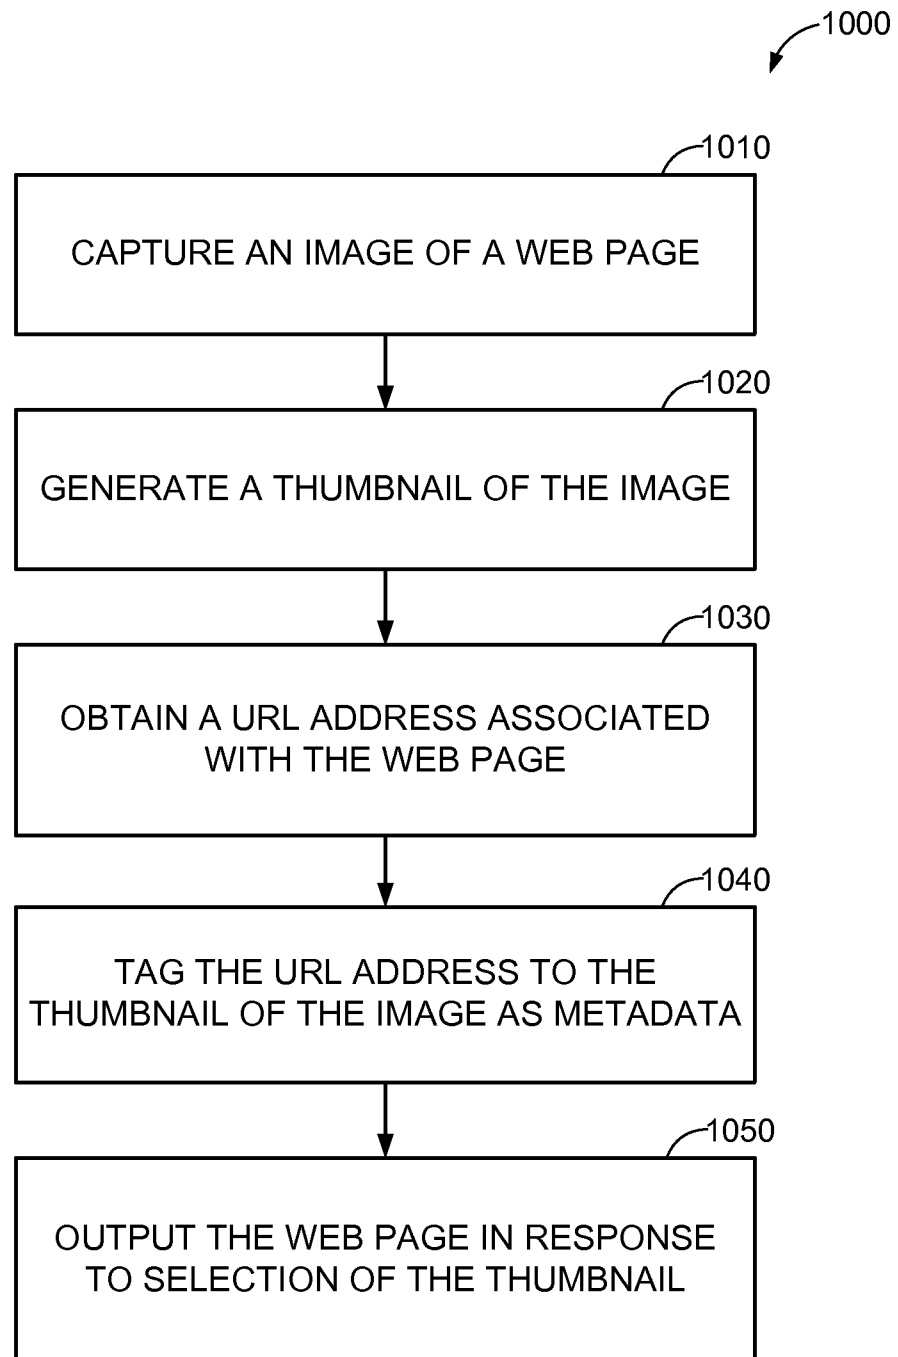 1000
1010
CAPTURE AN IMAGE OF A WEB PAGE
1020
GENERATE A THUMBNAIL OF THE IMAGE
1030
OBTAIN A URL ADDRESS ASSOCIATED
WITH THE WEB PAGE
1040
TAG THE URL ADDRESS TO THE
THUMBNAIL OF THE IMAGE AS METADATA
1050
OUTPUT THE WEB PAGE IN RESPONSE
TO SELECTION OF THE THUMBNAIL